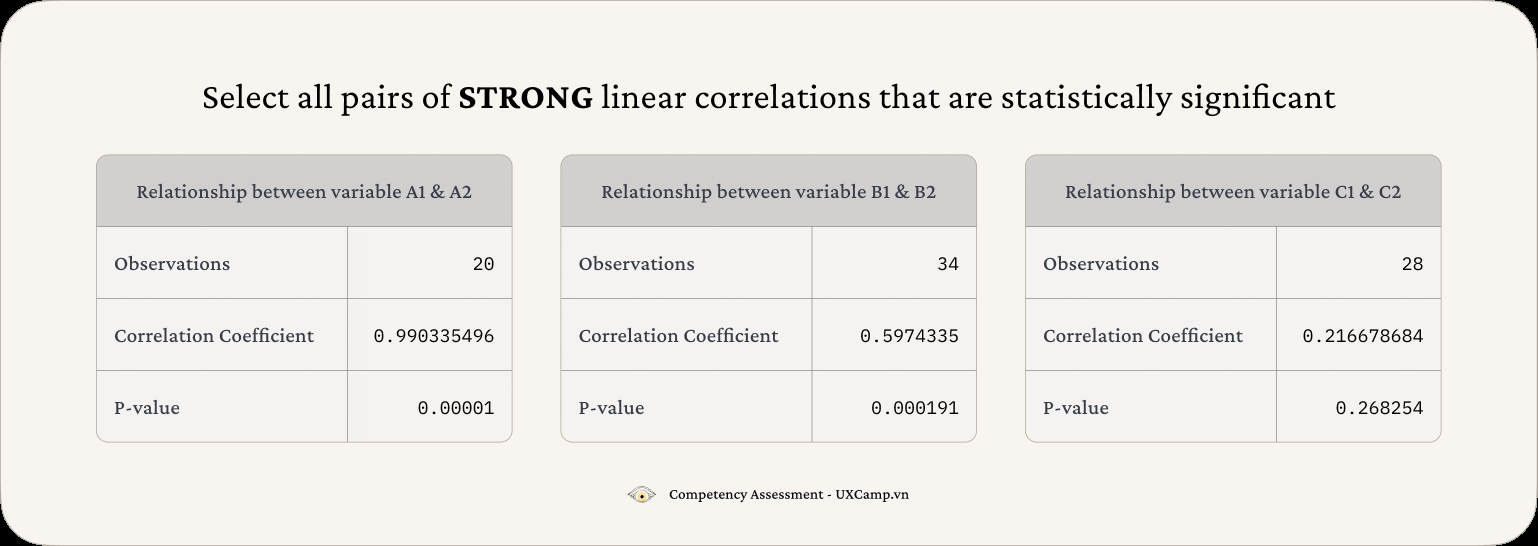 Select all pairs of STRONG linear correlations that are statistically significant
Relationship between variable A1 & A2
Observations 20
Correlation Coefficient 0.990335496
P-value 0.00001
Relationship between variable B1 & B2
Observations 34
Correlation Coefficient 0.5974335
P-value 0.000191
Relationship between variable C1 & C2
Observations 28
Correlation Coefficient 0.216678684
P-value 0.268254
Competency Assessment - UXCamp.vn